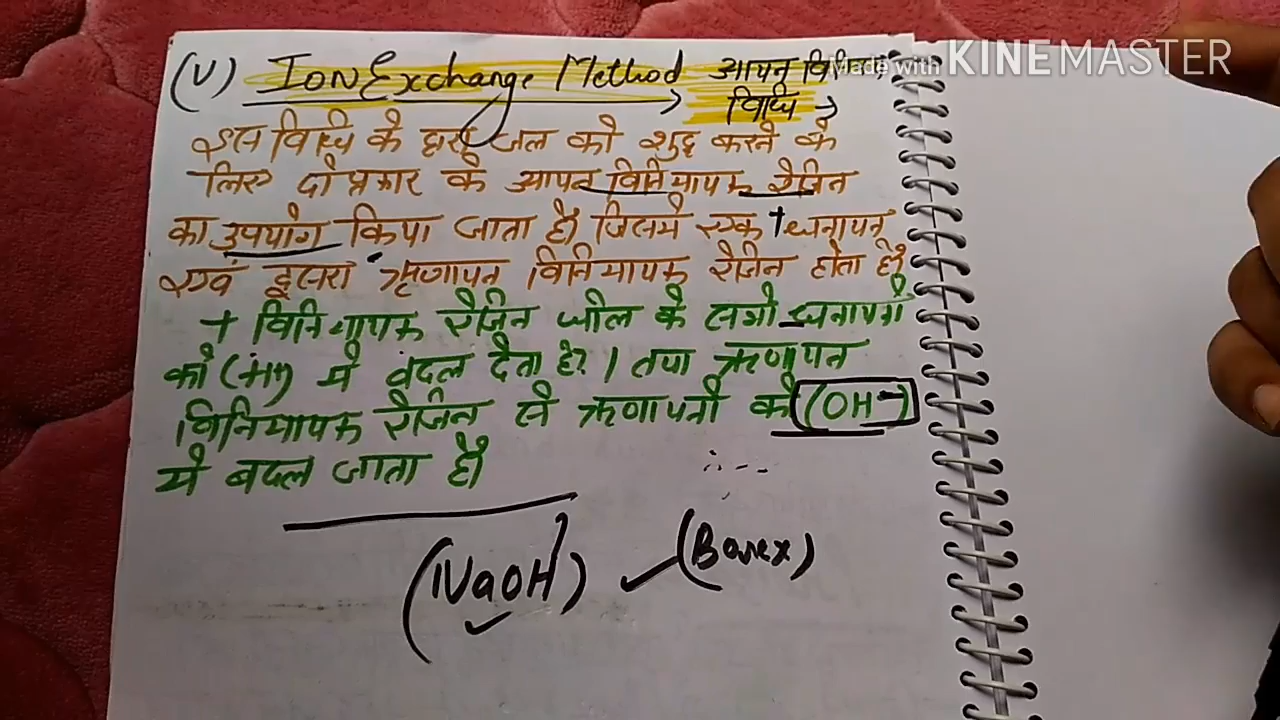 (V) Ion Exchange Method आयन विनिमय
Made with KINEMASTER
विधि →
इस विधि के द्वारा जल को शुद्ध करने के
लिए दो प्रकार के आयन विनिमायक रेजिन
का उपयोग किया जाता है। जिसमे एक + धनायन
एवं दूसरा ऋणायन विनिमायक रेजिन होता है।
+ विनिमायक रेजिन घोल के सभी धनायनो
को (+H) मे बदल देता है। तथा ऋणायन
विनिमायक रेजिन से ऋणायनो को (OH⁻)
मे बदल जाता है।
(NaOH) (Borex)